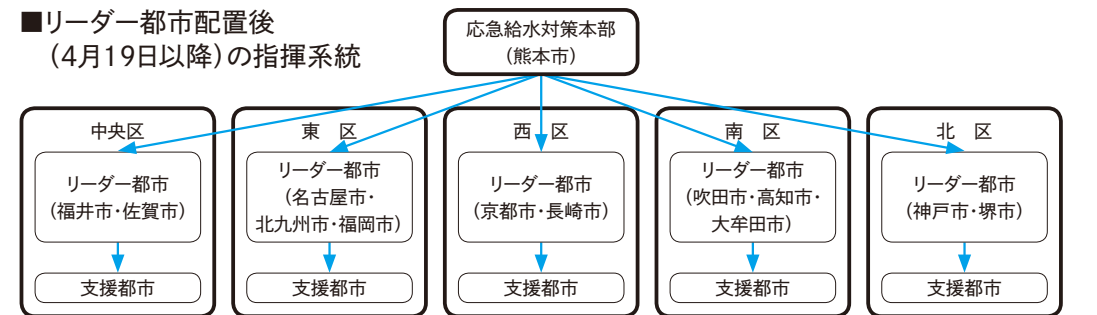 ■リーダー都市配置後
(4月19日以降)の指揮系統
応急給水対策本部
(熊本市)
中央区
リーダー都市
(福井市・佐賀市)
支援都市
東　区
リーダー都市
(名古屋市・
北九州市・福岡市)
支援都市
西　区
リーダー都市
(京都市・長崎市)
支援都市
南　区
リーダー都市
(吹田市・高知市・
大牟田市)
支援都市
北　区
リーダー都市
(神戸市・堺市)
支援都市